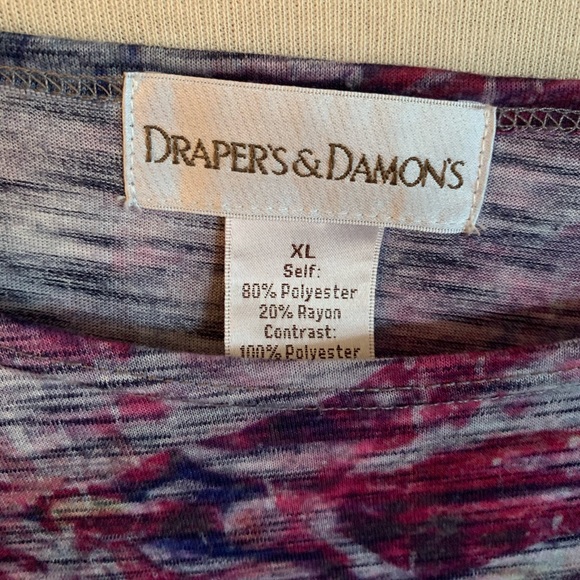 DRAPER'S & DAMON'S
XL
Self:
80% Polyester
20% Rayon
Contrast:
100% Polyester